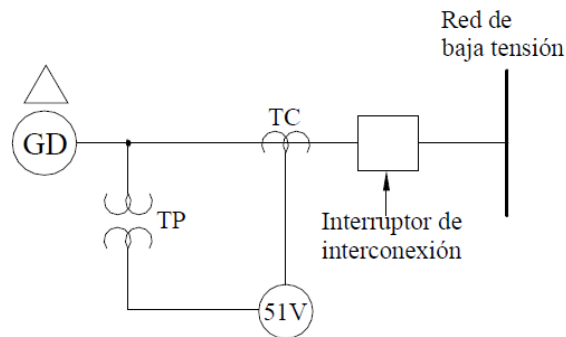 Red de
baja tensión
TC
GD
TP
Interruptor de
interconexión
51V